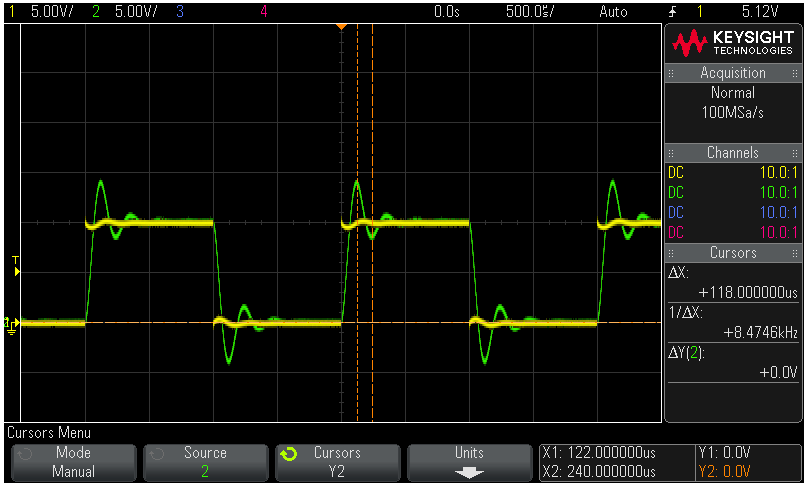 1 5.00V/ 2 5.00V/ 3 4 0.0s 500.0µs/ Auto 1 5.12V
KEYSIGHT
TECHNOLOGIES
Acquisition
Normal
100MSa/s
Channels
DC 10.0:1
DC 10.0:1
DC 10.0:1
DC 10.0:1
Cursors
ΔX:
+118.000000us
1/ΔX:
+8.4746kHz
ΔY(2):
+0.0V
T
Cursors Menu
Mode
Manual
Source
2
Cursors
Y2
Units
X1: 122.000000us
X2: 240.000000us
Y1: 0.0V
Y2: 0.0V